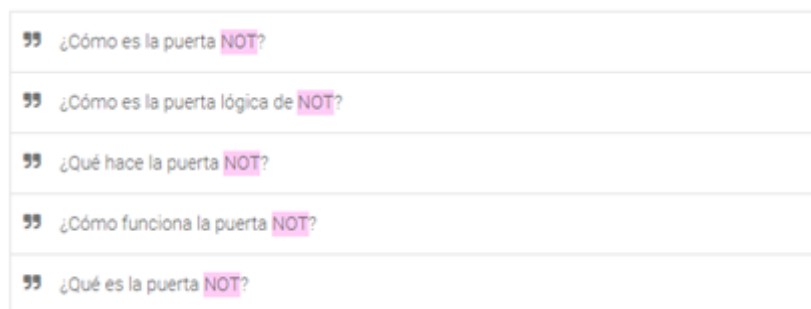 ¿Cómo es la puerta NOT?
¿Cómo es la puerta lógica de NOT?
¿Qué hace la puerta NOT?
¿Cómo funciona la puerta NOT?
¿Qué es la puerta NOT?